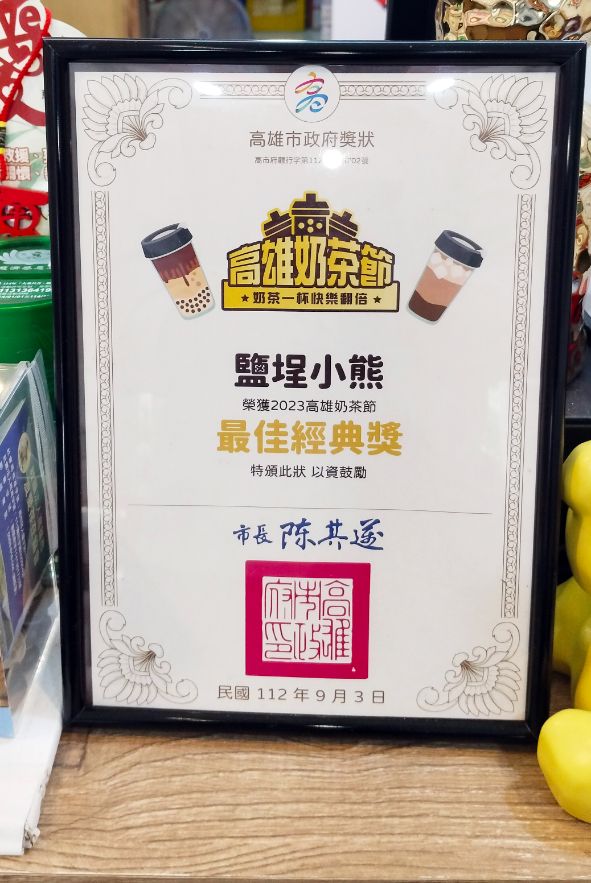 高雄市政府獎狀
高雄奶茶節
★奶茶一杯快樂翻倍★
鹽埕小熊
榮獲2023高雄奶茶節
最佳經典獎
特頒此狀 以資鼓勵
市長 陳其邁
高雄市政府印
民國 112 年 9 月 3 日